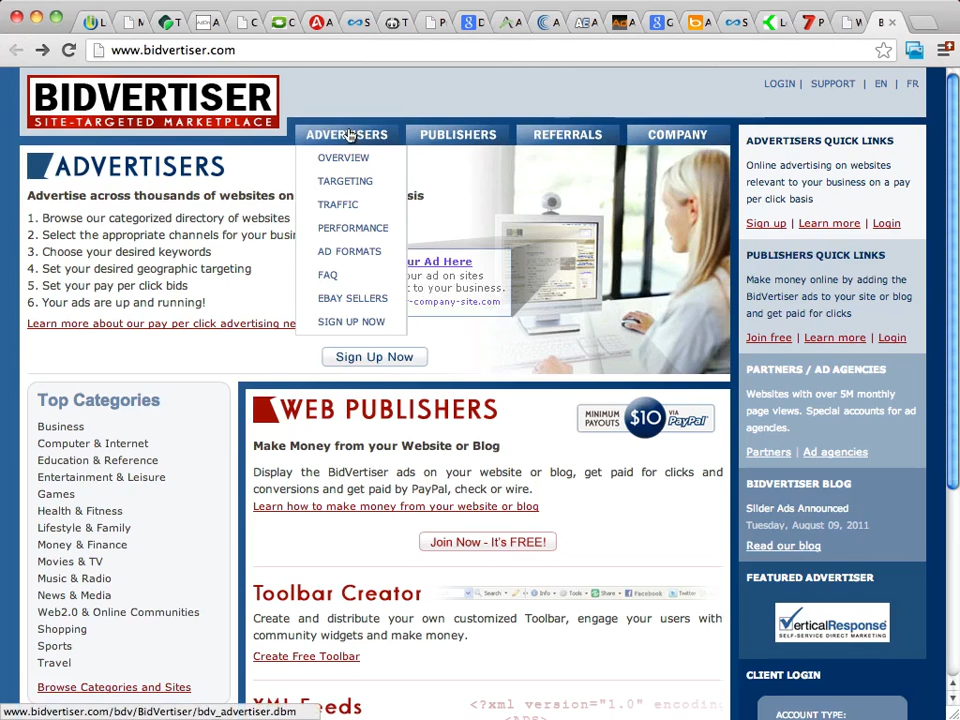 www.bidvertiser.com
BIDVERTISER
SITE-TARGETED MARKETPLACE
LOGIN | SUPPORT | EN | FR
ADVERTISERS PUBLISHERS REFERRALS COMPANY
OVERVIEW
TARGETING
TRAFFIC
PERFORMANCE
AD FORMATS
FAQ
EBAY SELLERS
SIGN UP NOW
ADVERTISERS
Advertise across thousands of websites on
sis
1. Browse our categorized directory of websites
2. Select the appropriate channels for your
3. Choose your desired keywords
4. Set your desired geographic targeting
5. Set your pay per click bids
6. Your ads are up and running!
Learn more about our pay per click advertising
ur Ad Here
ur ad on sites
t to your business.
-company-site.com
Sign Up Now
Top Categories
Business
Computer & Internet
Education & Reference
Entertainment & Leisure
Games
Health & Fitness
Lifestyle & Family
Money & Finance
Movies & TV
Music & Radio
News & Media
Web2.0 & Online Communities
Shopping
Sports
Travel
Browse Categories and Sites
WEB PUBLISHERS
MINIMUM PAYOUTS $10 VIA PayPal
Make Money from your Website or Blog
Display the BidVertiser ads on your website or blog, get paid for clicks and
conversions and get paid by PayPal, check or wire.
Learn how to make money from your website or blog
Join Now - It's FREE!
Toolbar Creator
Search Info Tools Share Facebook Twitter
Create and distribute your own customized Toolbar, engage your users with
community widgets and make money.
Create Free Toolbar
XML Feeds
<?xml version="1.0" encoding=
ADVERTISERS QUICK LINKS
Online advertising on websites
relevant to your business on a pay
per click basis
Sign up | Learn more | Login
PUBLISHERS QUICK LINKS
Make money online by adding the
BidVertiser ads to your site or blog
and get paid for clicks
Join free | Learn more | Login
PARTNERS / AD AGENCIES
Websites with over 5M monthly
page views. Special accounts for ad
agencies.
Partners | Ad agencies
BIDVERTISER BLOG
Slider Ads Announced
Tuesday, August 09, 2011
Read our blog
FEATURED ADVERTISER
VerticalResponse
SELF-SERVICE DIRECT MARKETING
CLIENT LOGIN
ACCOUNT TYPE:
www.bidvertiser.com/bdv/BidVertiser/bdv_advertiser.dbm